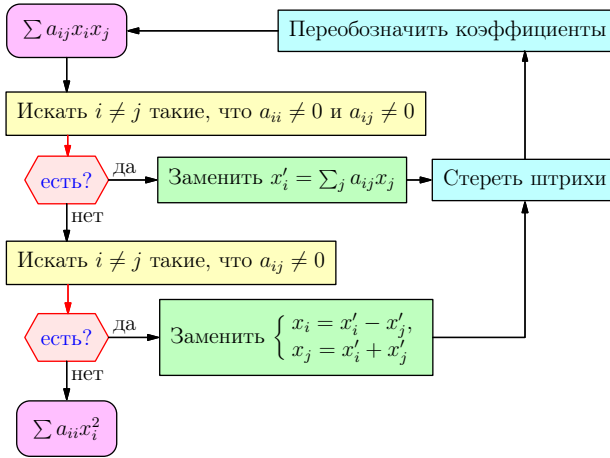 ∑ a_{ij}x_ix_j
Переобозначить коэффициенты
Искать i ≠ j такие, что a_{ii} ≠ 0 и a_{ij} ≠ 0
есть?
да
Заменить x′_i = ∑_j a_{ij}x_j
Стереть штрихи
нет
Искать i ≠ j такие, что a_{ij} ≠ 0
есть?
да
Заменить { x_i = x′_i − x′_j,
x_j = x′_i + x′_j
нет
∑ a_{ii}x_i^2